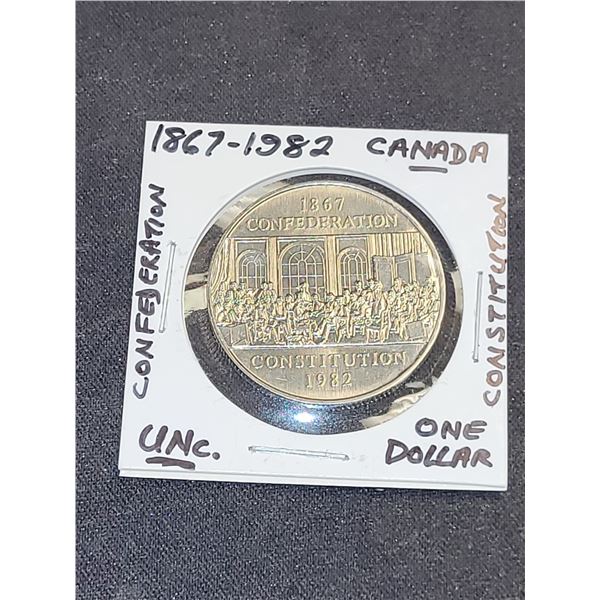 1867-1982 CANADA
CONFEDERATION
1867
CONFEDERATION
CONSTITUTION
1982
CONSTITUTION
UNC.
ONE
DOLLAR